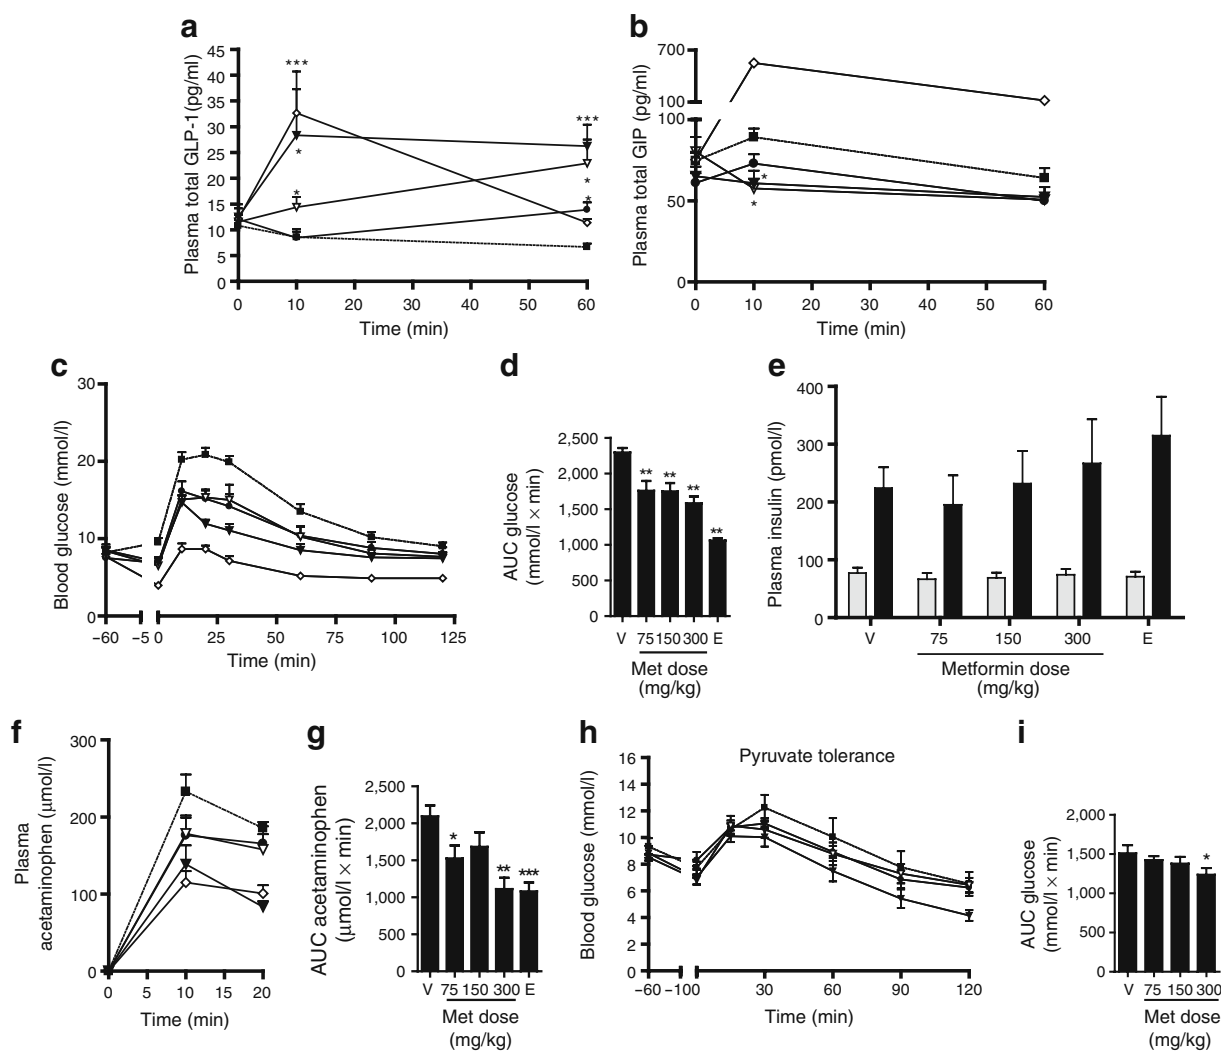 a
Plasma total GLP-1(pg/ml)
45
40
35
30
25
20
15
10
5
0
***
*
*
***
*
*
0 10 20 30 40 50 60
Time (min)
b
Plasma total GIP (pg/ml)
700
100
100
50
0
*
*
0 10 20 30 40 50 60
Time (min)
c
Blood glucose (mmol/l)
30
20
10
0
−60 −5 0 25 50 75 100 125
Time (min)
d
AUC glucose
(mmol/l × min)
2,500
2,000
1,500
1,000
500
0
** ** ** **
V 75 150 300 E
Met dose
(mg/kg)
e
Plasma insulin (pmol/l)
400
300
200
100
0
V 75 150 300 E
Metformin dose
(mg/kg)
f
Plasma
acetaminophen (µmol/l)
300
200
100
0
0 5 10 15 20
Time (min)
g
AUC acetaminophen
(µmol/l × min)
2,500
2,000
1,500
1,000
500
0
* ** ***
V 75 150 300 E
Met dose
(mg/kg)
h
Pyruvate tolerance
Blood glucose (mmol/l)
16
14
12
10
8
6
4
2
0
−60 −10 0 30 60 90 120
Time (min)
i
AUC glucose
(mmol/l × min)
2,000
1,500
1,000
500
0
*
V 75 150 300
Met dose
(mg/kg)